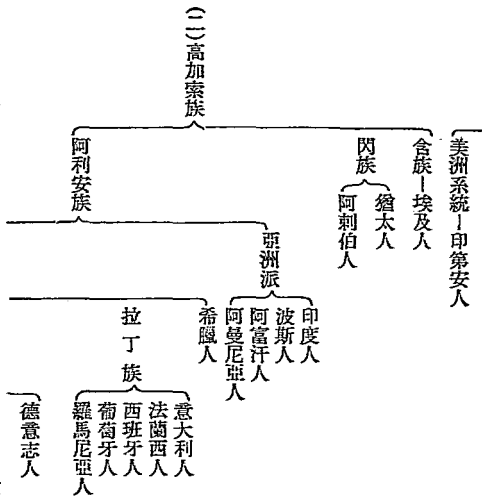 美洲系統─印第安人
(二)高加索族
含族─埃及人
閃族
猶太人
阿剌伯人
阿利安族
亞洲派
印度人
波斯人
阿富汗人
阿曼尼亞人
希臘人
拉丁族
意大利人
法蘭西人
西班牙人
葡萄牙人
羅馬尼亞人
德意志人